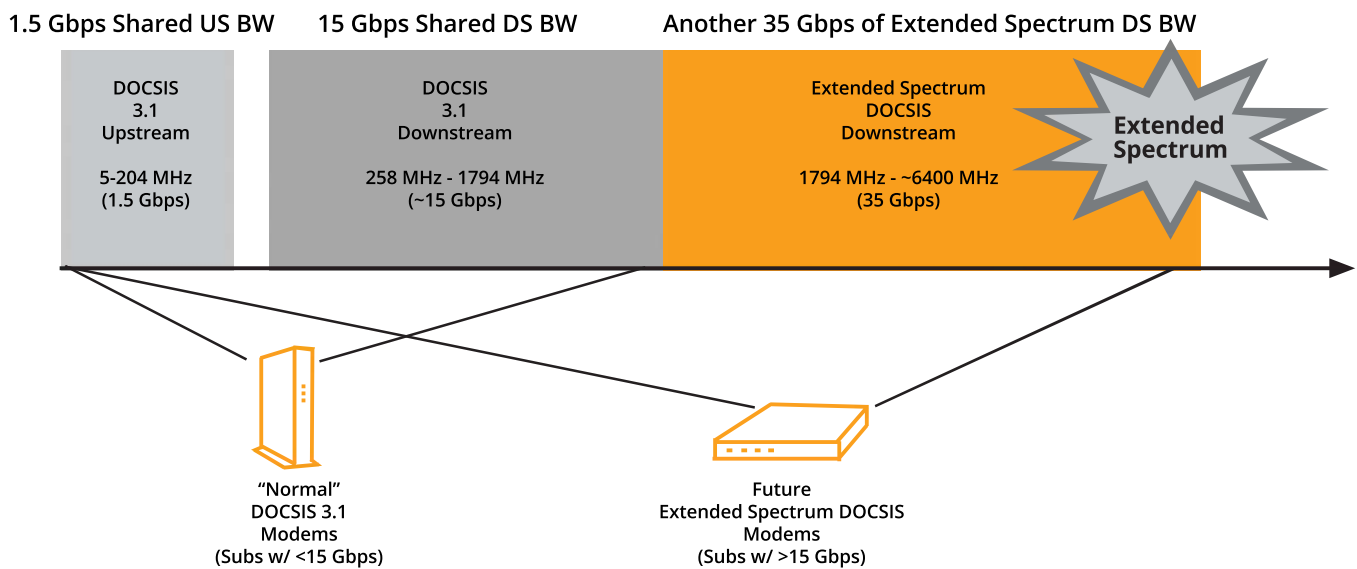 1.5 Gbps Shared US BW
15 Gbps Shared DS BW
Another 35 Gbps of Extended Spectrum DS BW
DOCSIS
3.1
Upstream
5-204 MHz
(1.5 Gbps)
DOCSIS
3.1
Downstream
258 MHz - 1794 MHz
(~15 Gbps)
Extended Spectrum
DOCSIS
Downstream
1794 MHz - ~6400 MHz
(35 Gbps)
Extended
Spectrum
“Normal”
DOCSIS 3.1
Modems
(Subs w/ <15 Gbps)
Future
Extended Spectrum DOCSIS
Modems
(Subs w/ >15 Gbps)